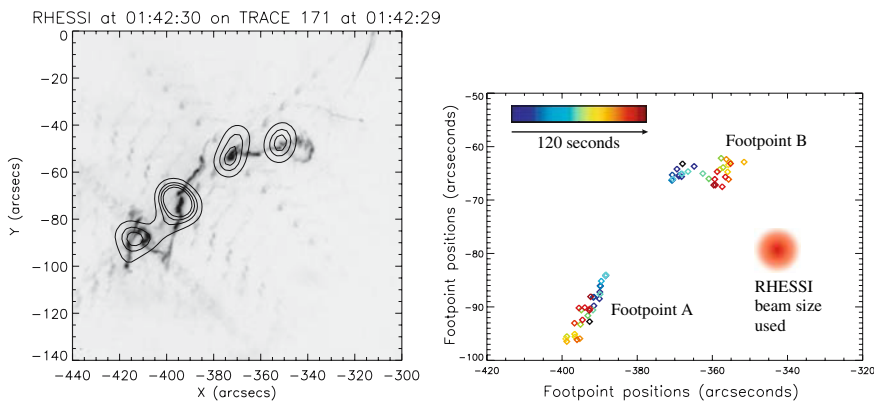 RHESSI at 01:42:30 on TRACE 171 at 01:42:29
0
−20
−40
−60
−80
−100
−120
−140
Y (arcsecs)
−440 −420 −400 −380 −360 −340 −320 −300
X (arcsecs)
−50
−60
−70
−80
−90
−100
Footpoint positions (arcseconds)
120 seconds
Footpoint B
Footpoint A
RHESSI
beam size
used
−420 −400 −380 −360 −340 −320
Footpoint positions (arcseconds)